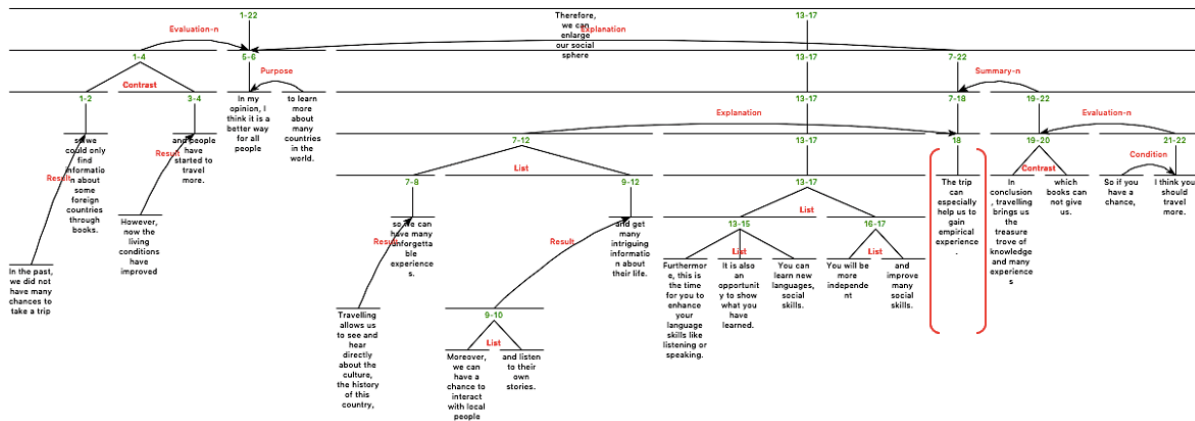 1-22
Therefore,
we can
enlarge
our social
sphere
13-17
Evaluation-n
Explanation
1-4
5-6
13-17
7-22
Contrast
Purpose
Summary-n
1-2
3-4
In my
opinion, I
think it is a
better way
for all
people
to learn
more about
many
countries
in the
world.
13-17
7-18
19-22
Explanation
Evaluation-n
so we
could only
find
informati
on about
some
foreign
countries
through
books.
Result
and people
have
started to
travel
more.
Result
7-12
13-17
18
19-20
21-22
List
Contrast
Condition
In the past,
we did not
have many
chances to
take a trip
However,
now the
living
conditions
have
improved
7-8
9-12
13-17
The trip
can
especially
help us to
gain
empirical
experience
.
In
conclusion
, travelling
brings us
the
treasure
trove of
knowledge
and many
experience
s
which
books can
not give
us.
So if you
have a
chance,
I think you
should
travel more.
List
so we can
have many
unforgetta
ble
experience
s.
Result
and get
many
intriguing
informatio
n about
their life.
Result
13-15
16-17
List
List
Furthermor
e, this is
the time
for you to
enhance
your
language
skills like
listening or
speaking.
It is also
an
opportunit
y to show
what you
have
learned.
You can
learn new
languages,
social
skills.
You will be
more
independe
nt
and
improve
many
social
skills.
Travelling
allows us
to see and
hear
directly
about the
culture,
the history
of this
country,
9-10
List
Moreover,
we can
have a
chance to
interact
with local
people
and listen
to their
own
stories.